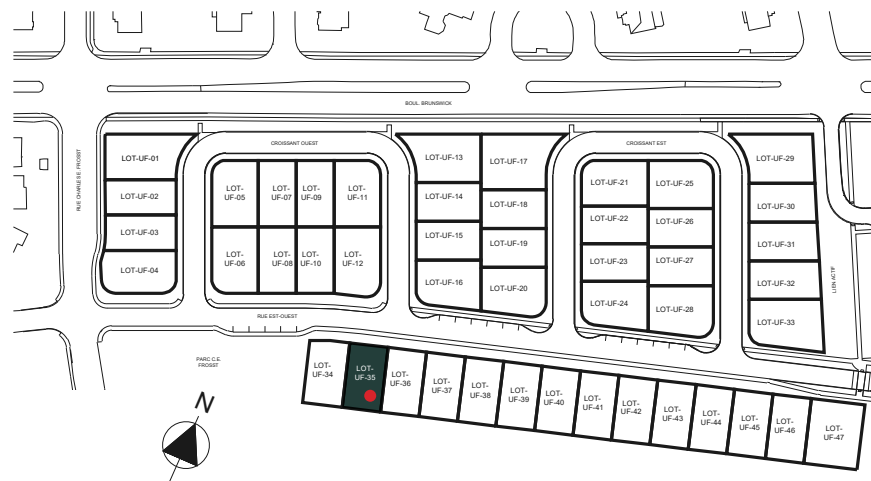 BOUL. BRUNSWICK
RUE CHARLES E. FROSST
CROISSANT OUEST
CROISSANT EST
LOT-UF-01
LOT-UF-02
LOT-UF-03
LOT-UF-04
LOT-
UF-05
LOT-
UF-07
LOT-
UF-09
LOT-
UF-11
LOT-
UF-06
LOT-
UF-08
LOT-
UF-10
LOT-
UF-12
LOT-UF-13
LOT-UF-14
LOT-UF-15
LOT-UF-16
LOT-UF-17
LOT-UF-18
LOT-UF-19
LOT-UF-20
LOT-UF-21
LOT-UF-22
LOT-UF-23
LOT-UF-24
LOT-UF-25
LOT-UF-26
LOT-UF-27
LOT-UF-28
LOT-UF-29
LOT-UF-30
LOT-UF-31
LOT-UF-32
LOT-UF-33
LIEN ACTIF
RUE EST-OUEST
PARC C.E.
FROSST
LOT-
UF-34
LOT-
UF-35
LOT-
UF-36
LOT-
UF-37
LOT-
UF-38
LOT-
UF-39
LOT-
UF-40
LOT-
UF-41
LOT-
UF-42
LOT-
UF-43
LOT-
UF-44
LOT-
UF-45
LOT-
UF-46
LOT-
UF-47
N